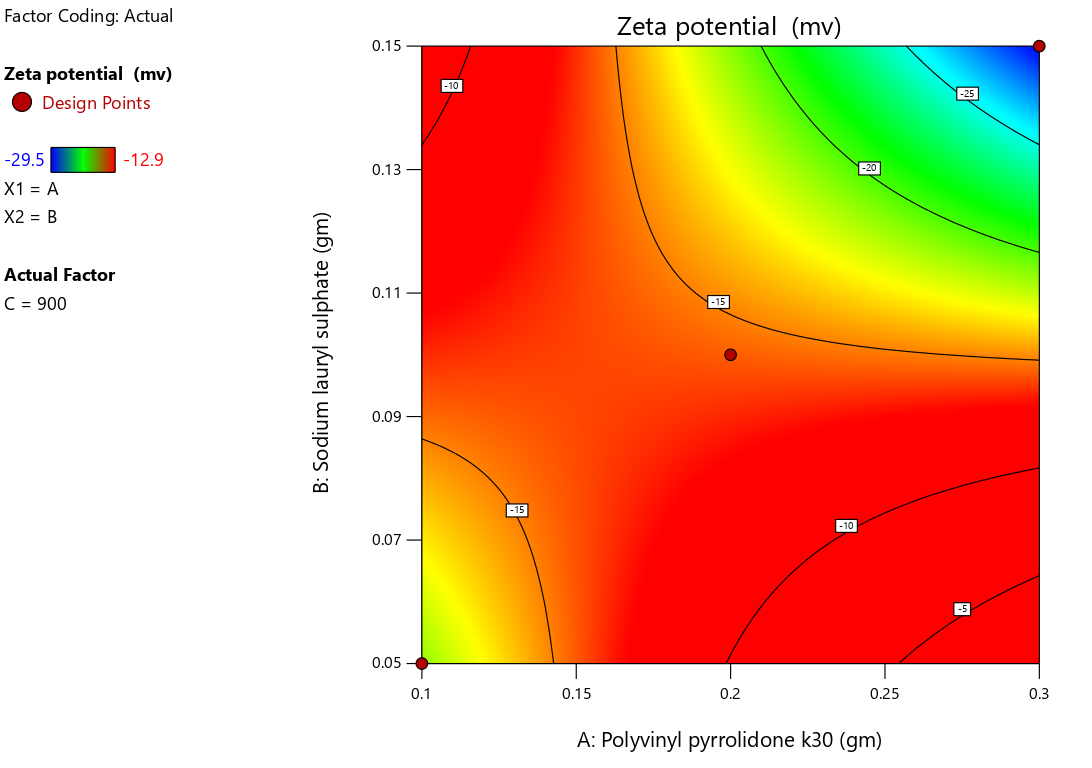 Factor Coding: Actual
Zeta potential (mv)
Design Points
-29.5 -12.9
X1 = A
X2 = B
Actual Factor
C = 900
Zeta potential (mv)
B: Sodium lauryl sulphate (gm)
0.15
0.13
0.11
0.09
0.07
0.05
-10
-25
-20
-15
-15
-10
-5
0.1 0.15 0.2 0.25 0.3
A: Polyvinyl pyrrolidone k30 (gm)